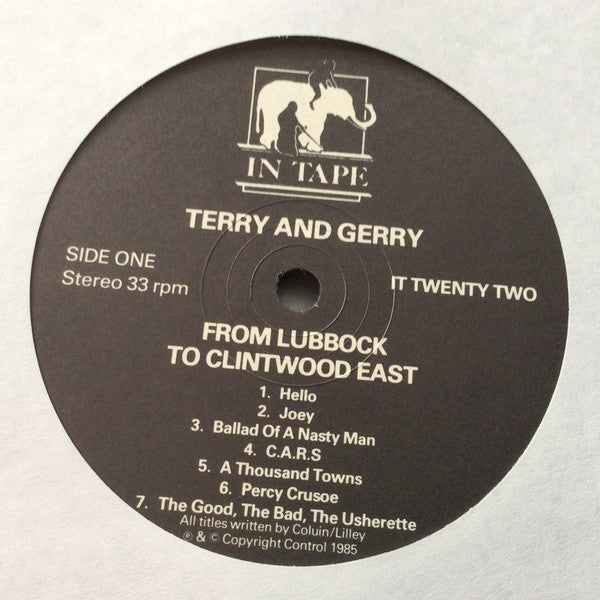 IN TAPE
TERRY AND GERRY
SIDE ONE
Stereo 33 rpm
IT TWENTY TWO
FROM LUBBOCK
TO CLINTWOOD EAST
1. Hello
2. Joey
3. Ballad Of A Nasty Man
4. C.A.R.S
5. A Thousand Towns
6. Percy Crusoe
7. The Good, The Bad, The Usherette
All titles written by Coluin/Lilley
℗ & © Copyright Control 1985